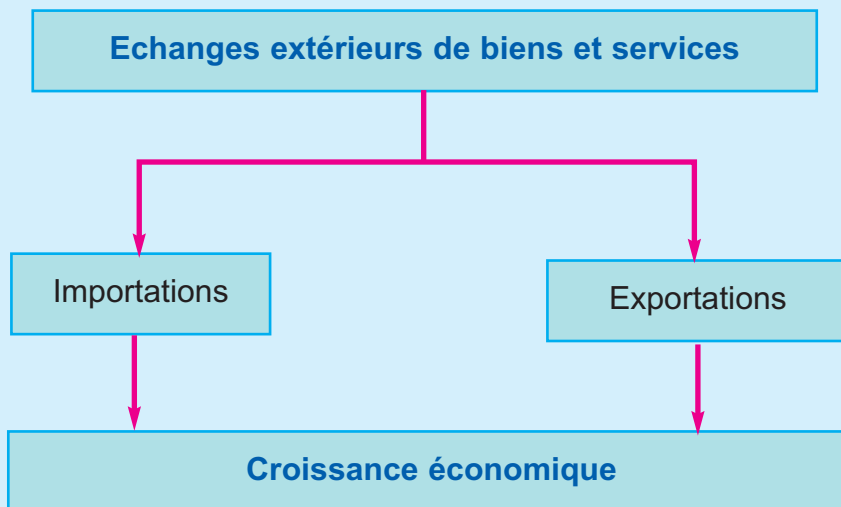 Echanges extérieurs de biens et services
Importations
Exportations
Croissance économique